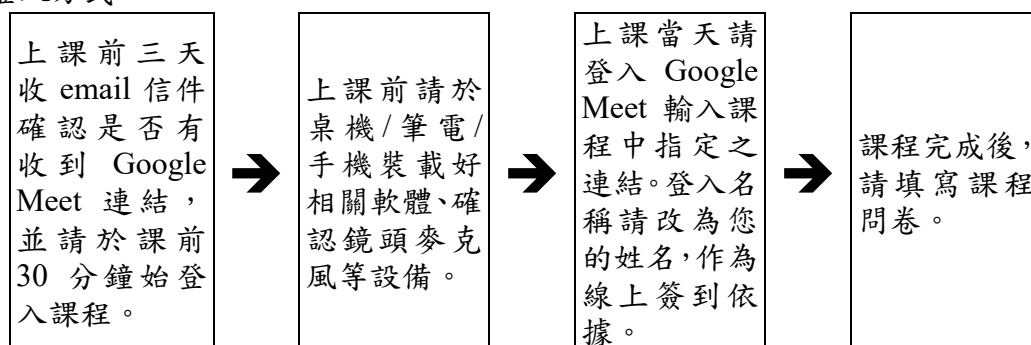 上課前三天
收 email 信件
確認是否有
收到 Google
Meet 連結，
並請於課前
30 分鐘始登
入課程。
上課前請於
桌機/筆電/
手機裝載好
相關軟體、確
認鏡頭麥克
風等設備。
上課當天請
登入 Google
Meet 輸入課
程中指定之
連結。登入名
稱請改為您
的姓名，作為
線上簽到依
據。
課程完成後，
請填寫課程
問卷。